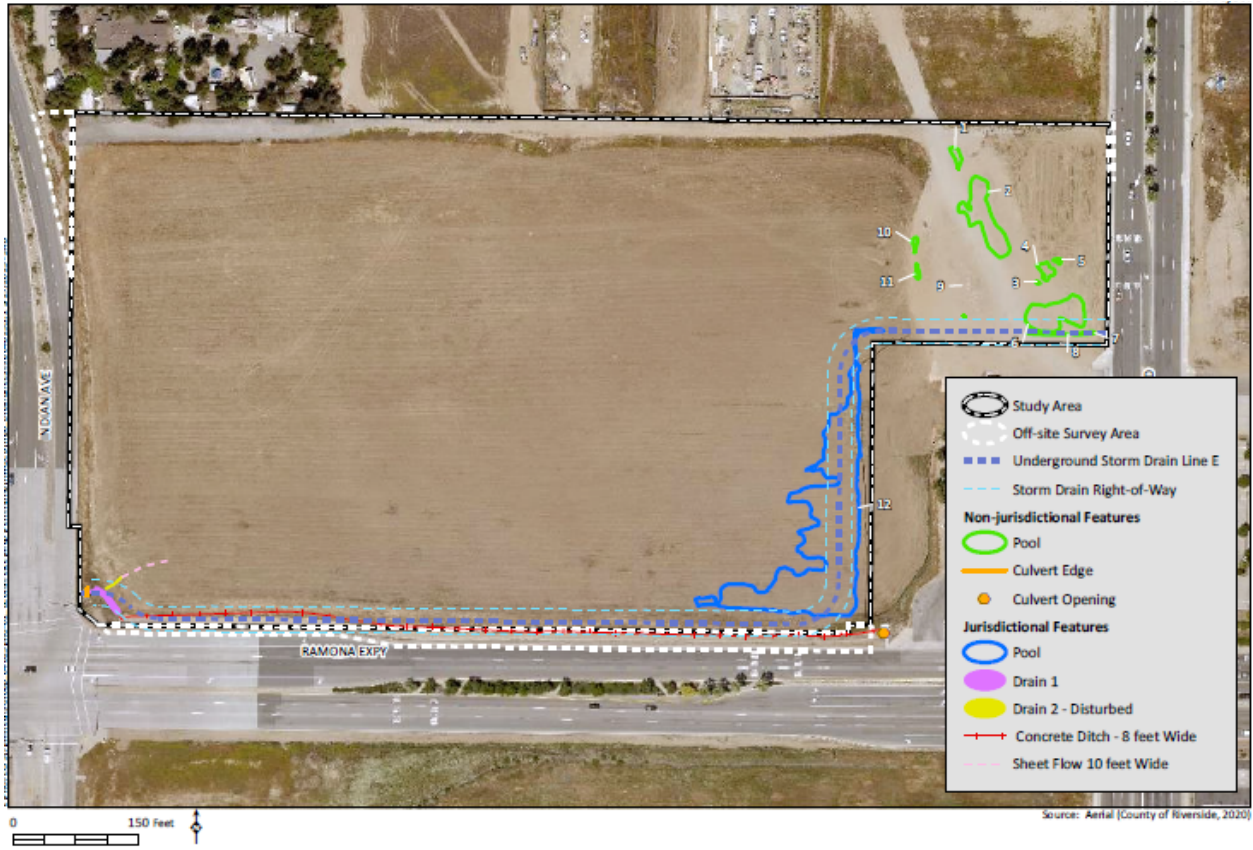 1
2
10
4
5
11
3
9
6
7
8
INDIAN AVE
Study Area
Off-site Survey Area
Underground Storm Drain Line E
Storm Drain Right-of-Way
Non-jurisdictional Features
Pool
Culvert Edge
Culvert Opening
Jurisdictional Features
Pool
Drain 1
Drain 2 - Disturbed
Concrete Ditch - 8 feet Wide
Sheet Flow 10 feet Wide
12
RAMONA EXPY
0 150 Feet
Source: Aerial (County of Riverside, 2020)